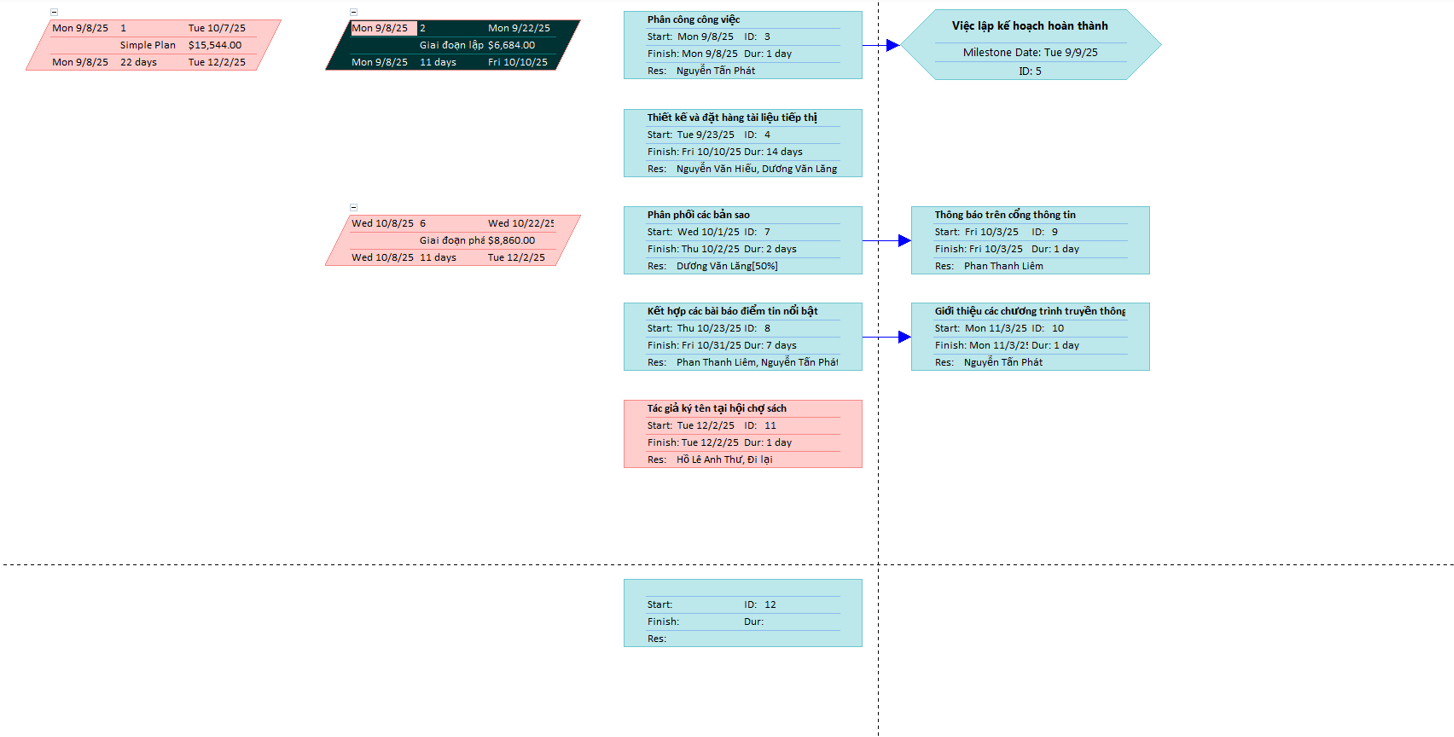 Mon 9/8/25 1 Tue 10/7/25
Simple Plan $15,544.00
Mon 9/8/25 22 days Tue 12/2/25
Mon 9/8/25 2 Mon 9/22/25
Giai đoạn lập $6,684.00
Mon 9/8/25 11 days Fri 10/10/25
Phân công công việc
Start: Mon 9/8/25 ID: 3
Finish: Mon 9/8/25 Dur: 1 day
Res: Nguyễn Tấn Phát
Việc lập kế hoạch hoàn thành
Milestone Date: Tue 9/9/25
ID: 5
Thiết kế và đặt hàng tài liệu tiếp thị
Start: Tue 9/23/25 ID: 4
Finish: Fri 10/10/25 Dur: 14 days
Res: Nguyễn Văn Hiếu, Dương Văn Lăng
Wed 10/8/25 6 Wed 10/22/25
Giai đoạn phá $8,860.00
Wed 10/8/25 11 days Tue 12/2/25
Phân phối các bản sao
Start: Wed 10/1/25 ID: 7
Finish: Thu 10/2/25 Dur: 2 days
Res: Dương Văn Lăng[50%]
Thông báo trên cổng thông tin
Start: Fri 10/3/25 ID: 9
Finish: Fri 10/3/25 Dur: 1 day
Res: Phan Thanh Liêm
Kết hợp các bài báo điểm tin nổi bật
Start: Thu 10/23/25 ID: 8
Finish: Fri 10/31/25 Dur: 7 days
Res: Phan Thanh Liêm, Nguyễn Tấn Phát
Giới thiệu các chương trình truyền thông
Start: Mon 11/3/25 ID: 10
Finish: Mon 11/3/25 Dur: 1 day
Res: Nguyễn Tấn Phát
Tác giả ký tên tại hội chợ sách
Start: Tue 12/2/25 ID: 11
Finish: Tue 12/2/25 Dur: 1 day
Res: Hồ Lê Anh Thư, Đi lại
Start: ID: 12
Finish: Dur:
Res: